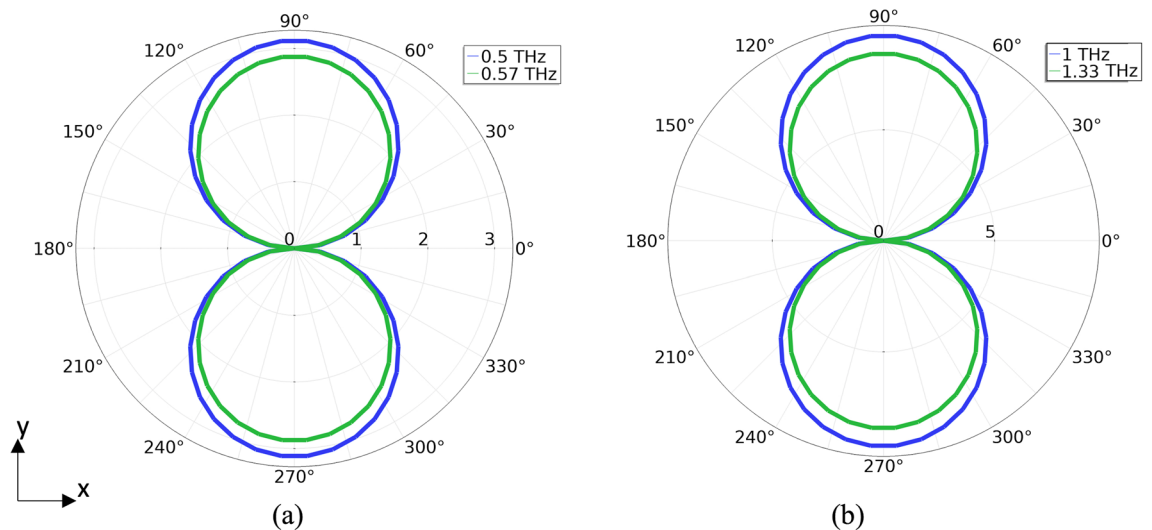 90° 90°
120° 60° 0.5 THz 120° 60° 1 THz
0.57 THz 1.33 THz
150° 30° 150° 30°
180° 0 1 2 3 0° 180° 0 5 0°
210° 330° 210° 330°
240° 300° 240° 300°
y 270° 270°
x
(a) (b)